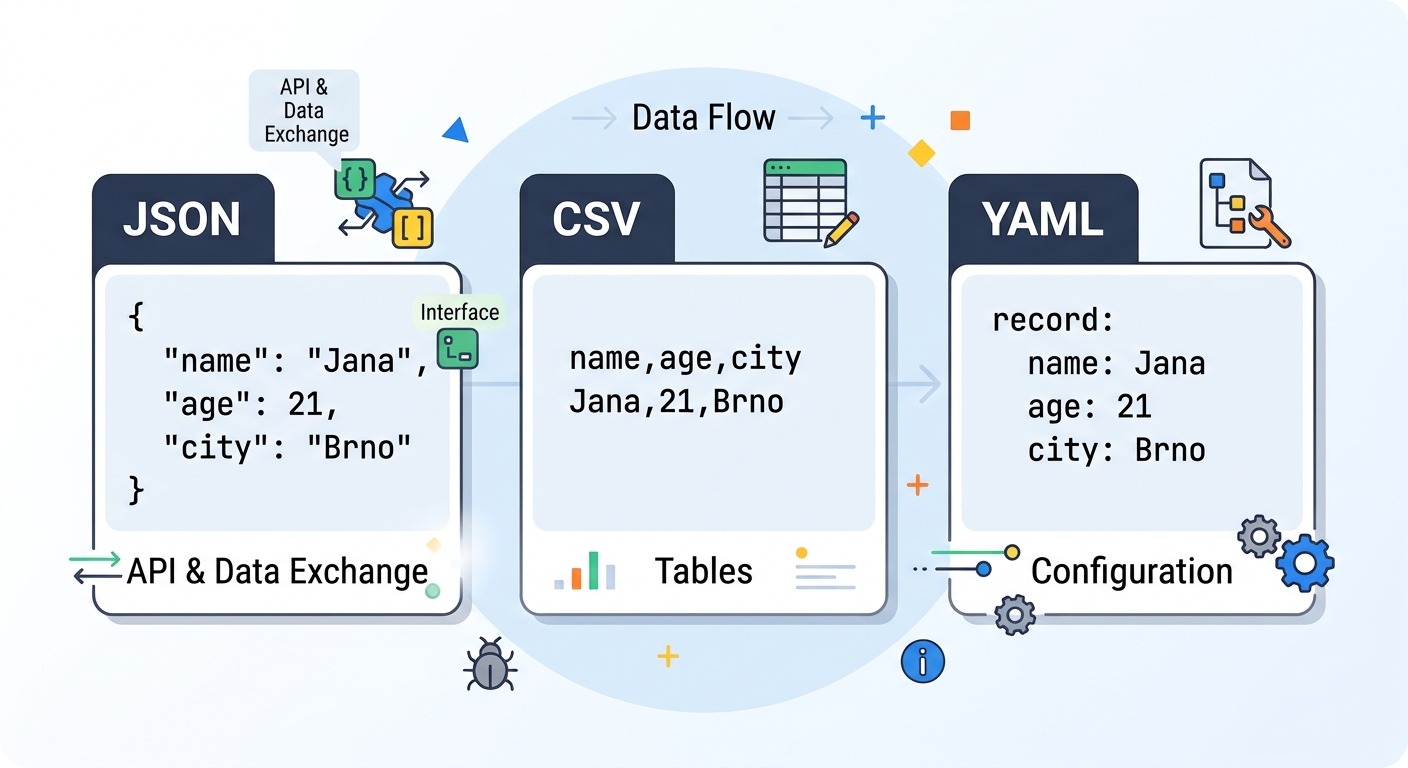 API &
Data
Exchange
Data Flow
JSON
{
  "name": "Jana",
  "age": 21,
  "city": "Brno"
}
Interface
API & Data Exchange
CSV
name,age,city
Jana,21,Brno
Tables
YAML
record:
  name: Jana
  age: 21
  city: Brno
Configuration